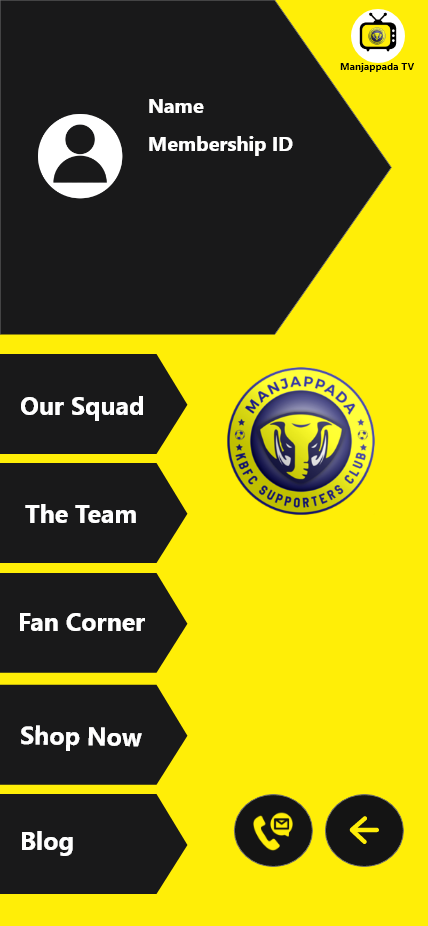 Manjappada TV
Name
Membership ID
Our Squad
MANJAPPADA
KBFC SUPPORTERS CLUB
The Team
Fan Corner
Shop Now
Blog